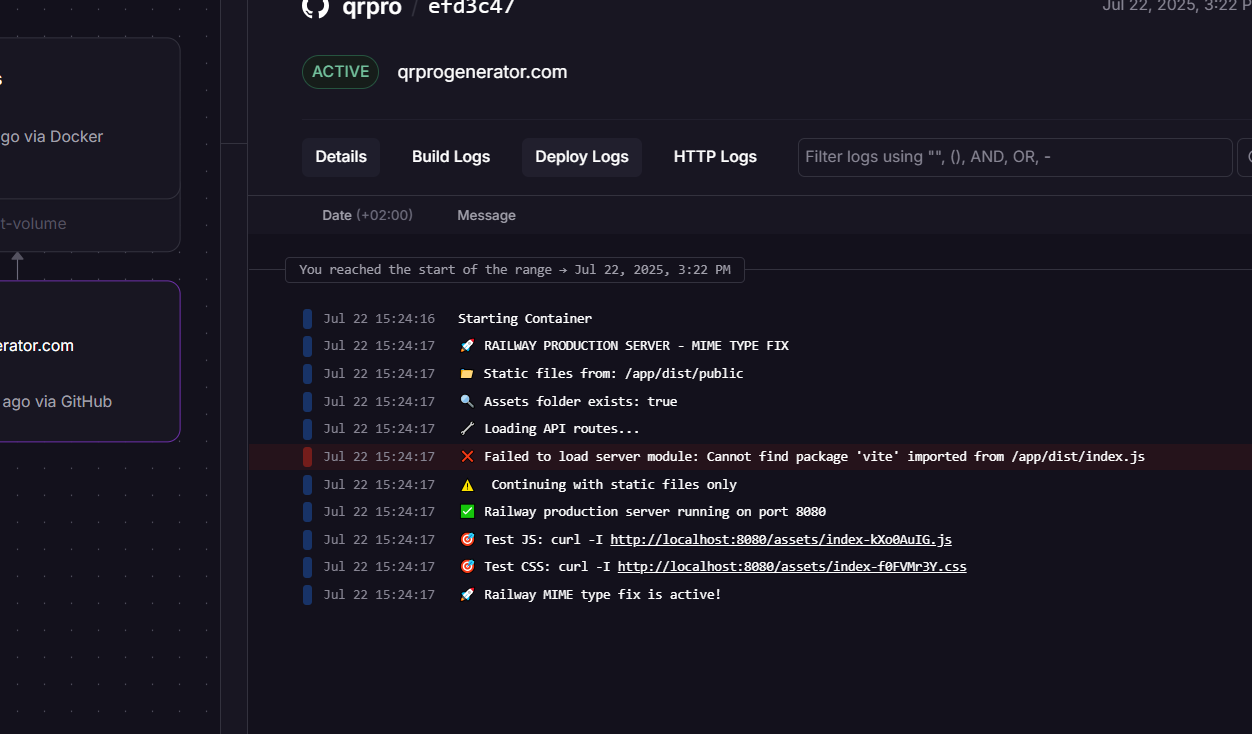 qrpro / efd3c47
Jul 22, 2025, 3:22 P
ACTIVE qrprogenerator.com
s
go via Docker
t-volume
erator.com
ago via GitHub
Details Build Logs Deploy Logs HTTP Logs Filter logs using "", (), AND, OR, -
Date (+02:00) Message
You reached the start of the range → Jul 22, 2025, 3:22 PM
Jul 22 15:24:16 Starting Container
Jul 22 15:24:17 🚀 RAILWAY PRODUCTION SERVER - MIME TYPE FIX
Jul 22 15:24:17 📁 Static files from: /app/dist/public
Jul 22 15:24:17 🔍 Assets folder exists: true
Jul 22 15:24:17 🔧 Loading API routes...
Jul 22 15:24:17 ❌ Failed to load server module: Cannot find package 'vite' imported from /app/dist/index.js
Jul 22 15:24:17 ⚠️ Continuing with static files only
Jul 22 15:24:17 ✅ Railway production server running on port 8080
Jul 22 15:24:17 🎯 Test JS: curl -I http://localhost:8080/assets/index-kXo0AuIG.js
Jul 22 15:24:17 🎯 Test CSS: curl -I http://localhost:8080/assets/index-f0FVMr3Y.css
Jul 22 15:24:17 🚀 Railway MIME type fix is active!